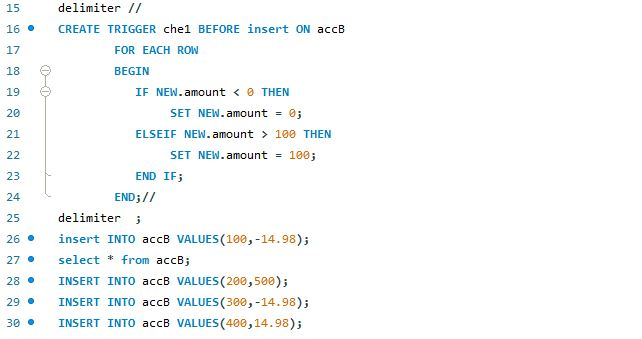 15 delimiter //
16 CREATE TRIGGER che1 BEFORE insert ON accB
17 FOR EACH ROW
18 BEGIN
19 IF NEW.amount < 0 THEN
20 SET NEW.amount = 0;
21 ELSEIF NEW.amount > 100 THEN
22 SET NEW.amount = 100;
23 END IF;
24 END;//
25 delimiter ;
26 insert INTO accB VALUES(100,-14.98);
27 select * from accB;
28 INSERT INTO accB VALUES(200,500);
29 INSERT INTO accB VALUES(300,-14.98);
30 INSERT INTO accB VALUES(400,14.98);